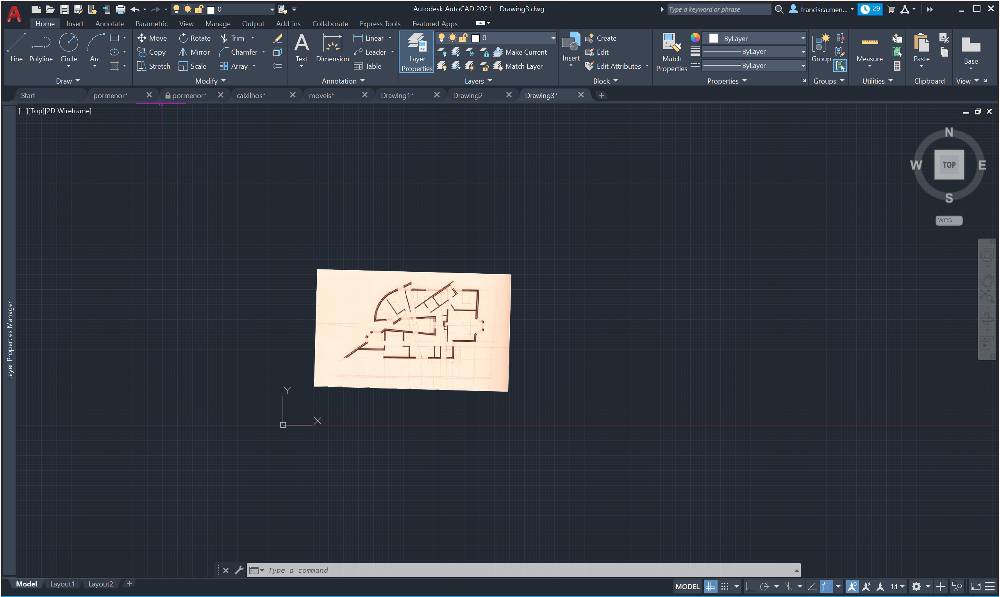 Autodesk AutoCAD 2021 Drawing3.dwg
0
Type a keyword or phrase
francisca.men...
29
Home Insert Annotate Parametric View Manage Output Add-ins Collaborate Express Tools Featured Apps
Line Polyline Circle Arc
Move Rotate Trim
Copy Mirror Chamfer
Stretch Scale Array
Text Dimension
Linear
Leader
Table
Layer Properties
0
Make Current
Match Layer
Insert
Create
Edit
Edit Attributes
Match Properties
ByLayer
ByLayer
ByLayer
Group
Measure
Paste
Base
Draw Modify Annotation Layers Block Properties Groups Utilities Clipboard View
Start pormenor* pormenor* caixilhos* moveis* Drawing1* Drawing2 Drawing3*
[−][Top][2D Wireframe]
N
W TOP E
S
WCS
Layer Properties Manager
Y
X
Type a command
Model Layout1 Layout2
MODEL 1:1